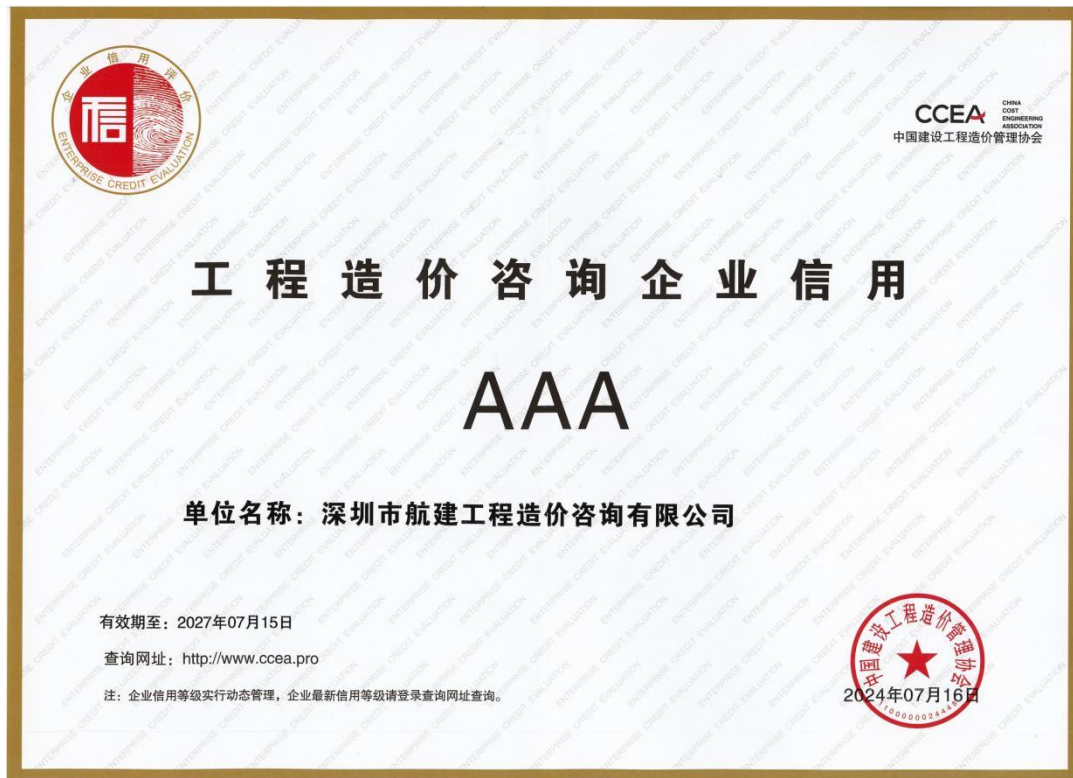 企业信用评价
ENTERPRISE CREDIT EVALUATION
信
CCEA
CHINA
COST
ENGINEERING
ASSOCIATION
中国建设工程造价管理协会
工程造价咨询企业信用
AAA
单位名称：深圳市航建工程造价咨询有限公司
有效期至：2027年07月15日
查询网址：http://www.ccea.pro
注：企业信用等级实行动态管理，企业最新信用等级请登录查询网址查询。
中国建设工程造价管理协会
2024年07月16日